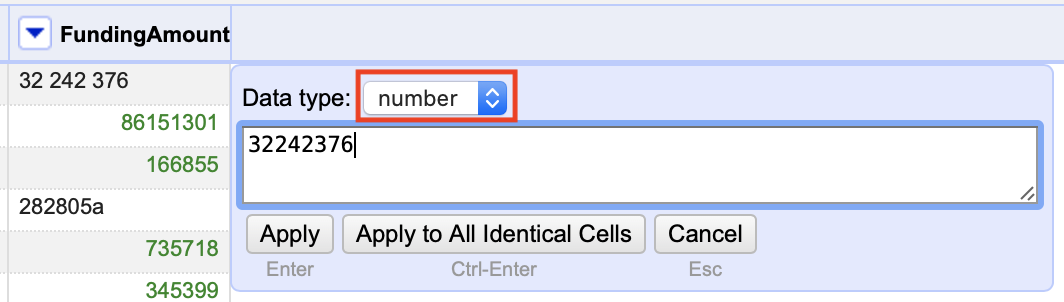 FundingAmount
32 242 376
86151301
166855
282805a
735718
345399
Data type: number
32242376
Apply Apply to All Identical Cells Cancel
Enter Ctrl-Enter Esc